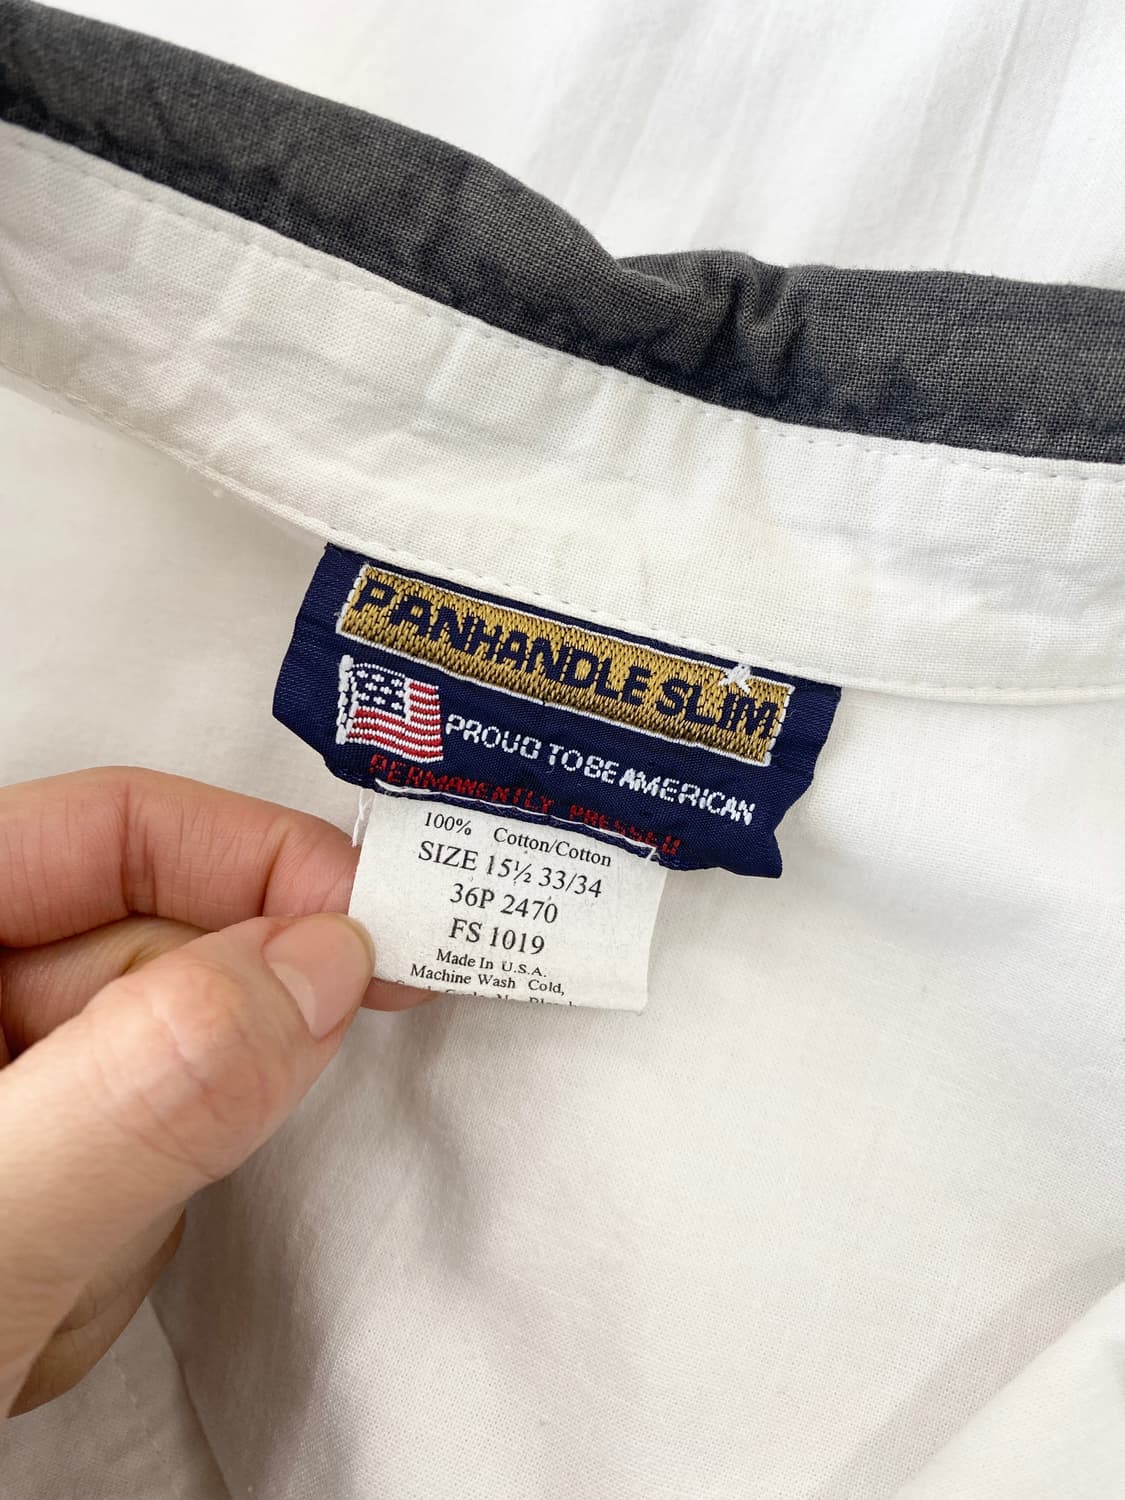 PANHANDLE SLIM
PROUD TO BE AMERICAN
PERMANENTLY PRESSED
100% Cotton/Cotton
SIZE 15½ 33/34
36P 2470
FS 1019
Made In U.S.A.
Machine Wash Cold,